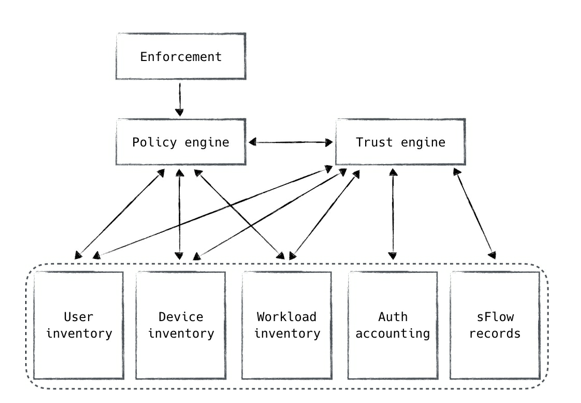 Enforcement
Policy engine
Trust engine
User
inventory
Device
inventory
Workload
inventory
Auth
accounting
sFlow
records